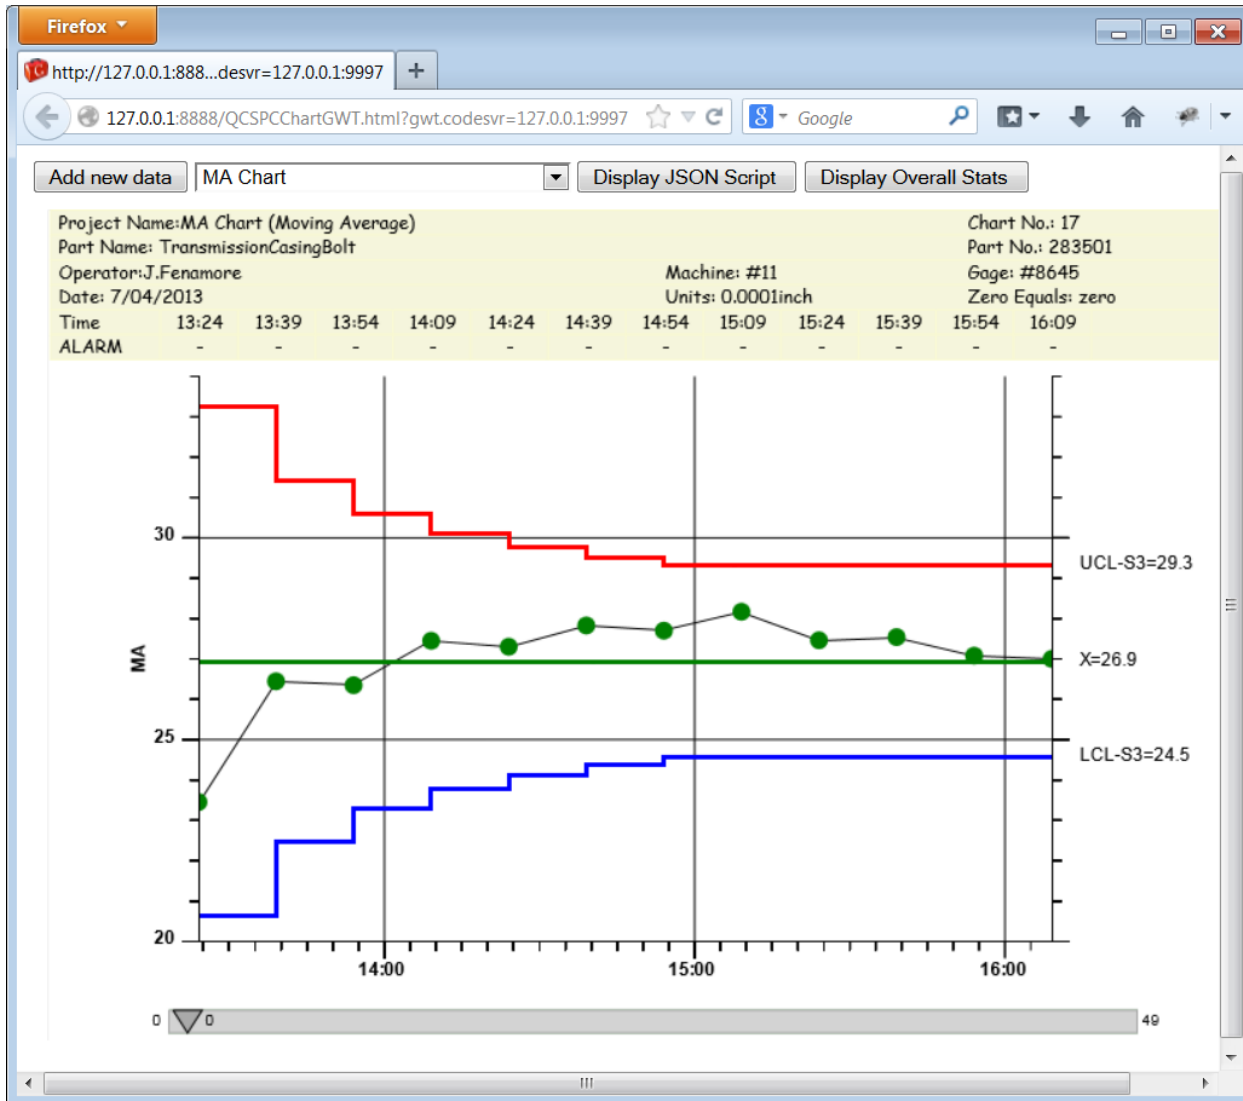 Firefox
http://127.0.0.1:888...desvr=127.0.0.1:9997
127.0.0.1:8888/QCSPCChartGWT.html?gwt.codesvr=127.0.0.1:9997 8 Google
Add new data MA Chart Display JSON Script Display Overall Stats
Project Name:MA Chart (Moving Average) Chart No.: 17
Part Name: TransmissionCasingBolt Part No.: 283501
Operator:J.Fenamore Machine: #11 Gage: #8645
Date: 7/04/2013 Units: 0.0001inch Zero Equals: zero
Time 13:24 13:39 13:54 14:09 14:24 14:39 14:54 15:09 15:24 15:39 15:54 16:09
ALARM - - - - - - - - - - - -
30
UCL-S3=29.3
MA
X=26.9
25
LCL-S3=24.5
20
14:00 15:00 16:00
0 0 49